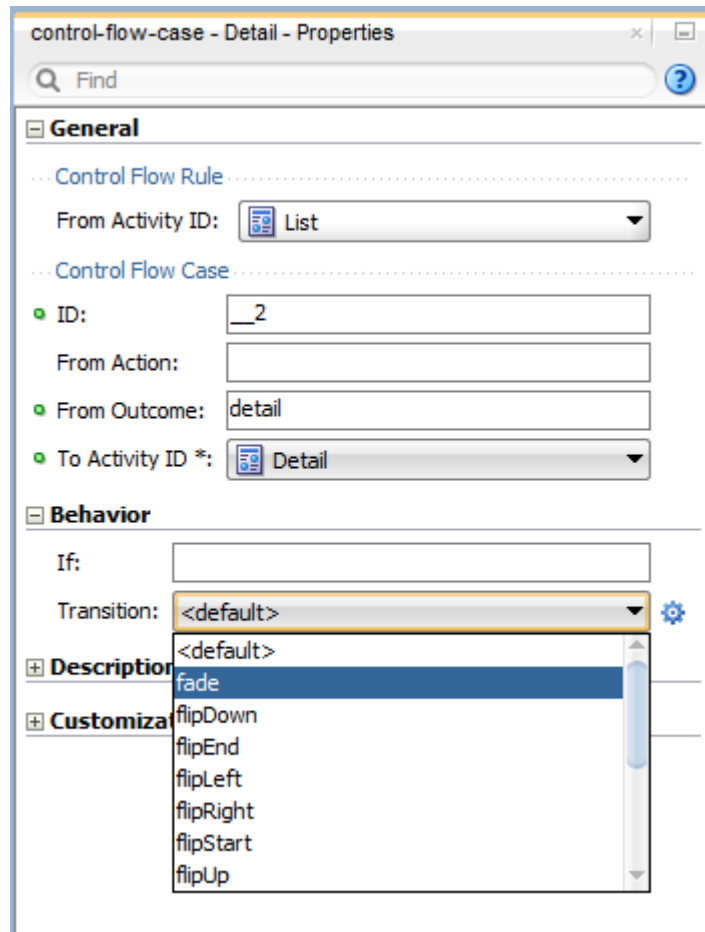 control-flow-case - Detail - Properties
Find
General
Control Flow Rule
From Activity ID: List
Control Flow Case
ID: __2
From Action:
From Outcome: detail
To Activity ID *: Detail
Behavior
If:
Transition: <default>
<default>
Description
fade
Customizat
flipDown
flipEnd
flipLeft
flipRight
flipStart
flipUp